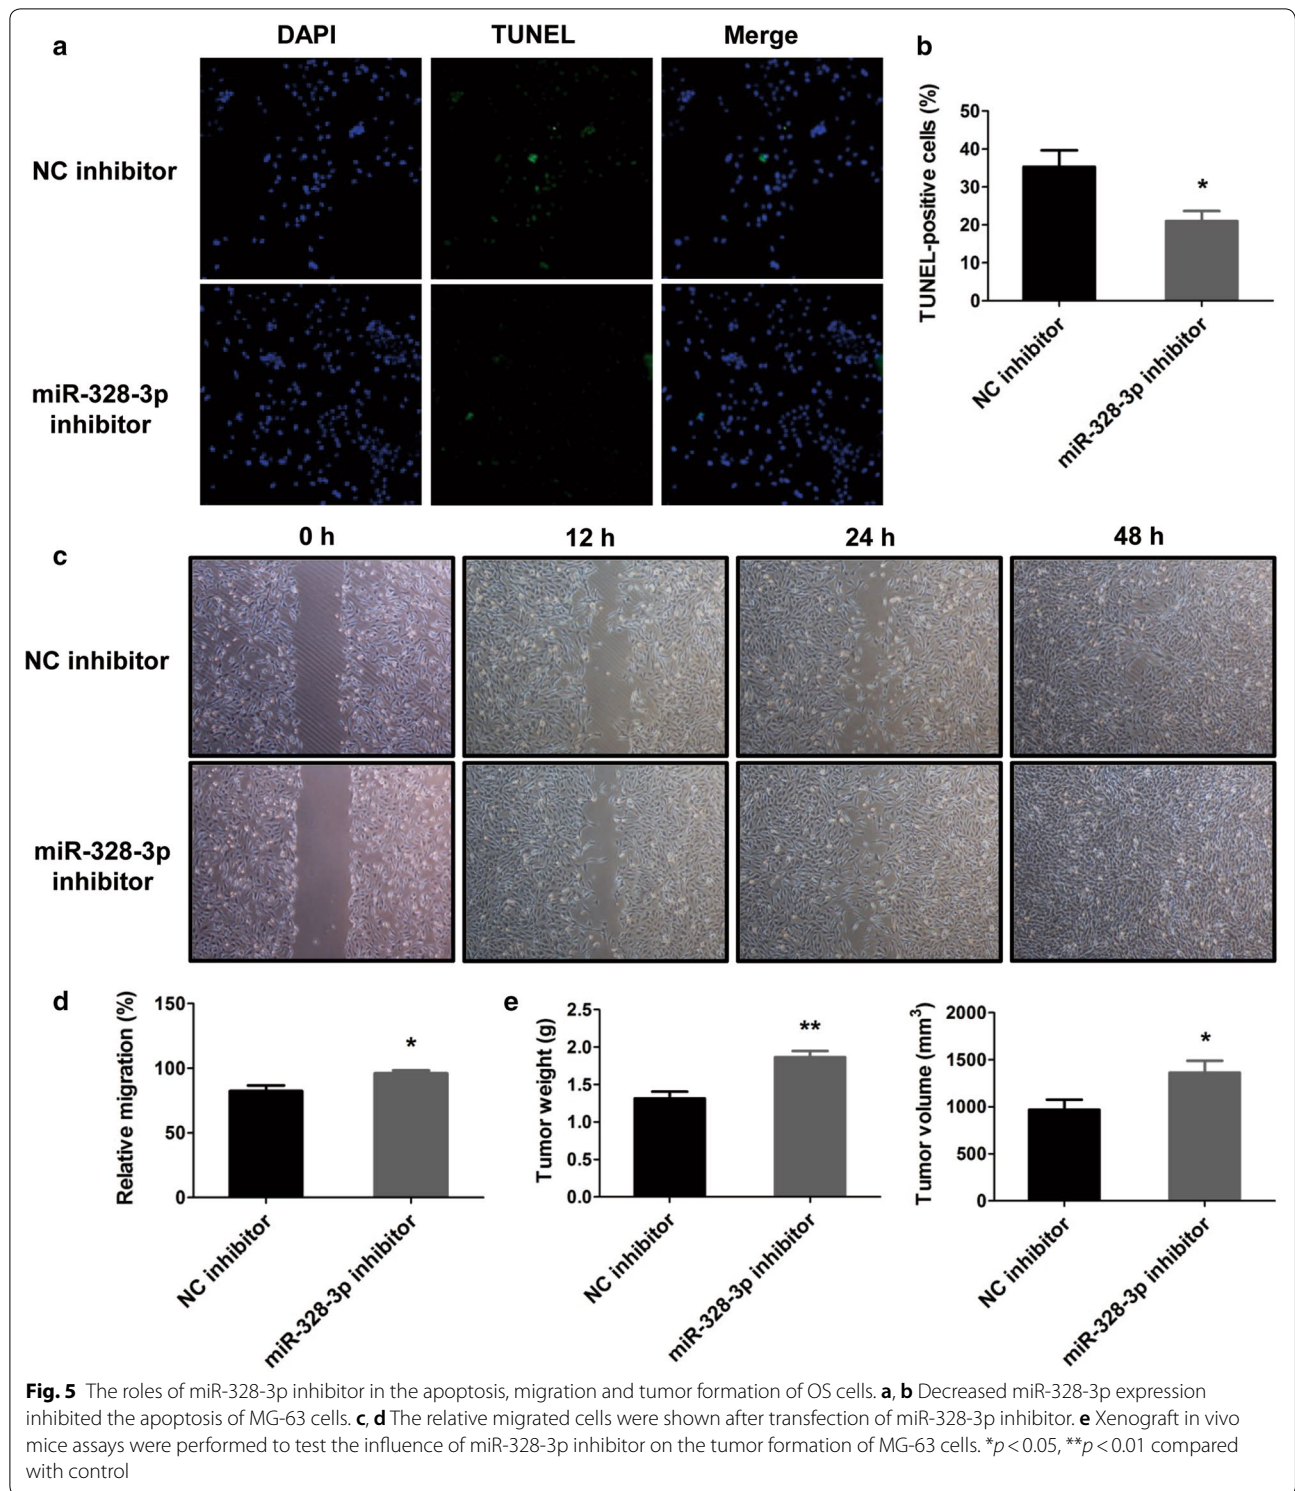 a
DAPI
TUNEL
Merge
NC inhibitor
miR-328-3p
inhibitor
b
TUNEL-positive cells (%)
50
40
30
20
10
0
*
NC inhibitor
miR-328-3p inhibitor
c
0 h
12 h
24 h
48 h
NC inhibitor
miR-328-3p
inhibitor
d
Relative migration (%)
150
100
50
0
*
NC inhibitor
miR-328-3p inhibitor
e
Tumor weight (g)
2.5
2.0
1.5
1.0
0.5
0.0
**
NC inhibitor
miR-328-3p inhibitor
Tumor volume (mm³)
2000
1500
1000
500
0
*
NC inhibitor
miR-328-3p inhibitor
Fig. 5 The roles of miR-328-3p inhibitor in the apoptosis, migration and tumor formation of OS cells. a, b Decreased miR-328-3p expression
inhibited the apoptosis of MG-63 cells. c, d The relative migrated cells were shown after transfection of miR-328-3p inhibitor. e Xenograft in vivo
mice assays were performed to test the influence of miR-328-3p inhibitor on the tumor formation of MG-63 cells. *p < 0.05, **p < 0.01 compared
with control